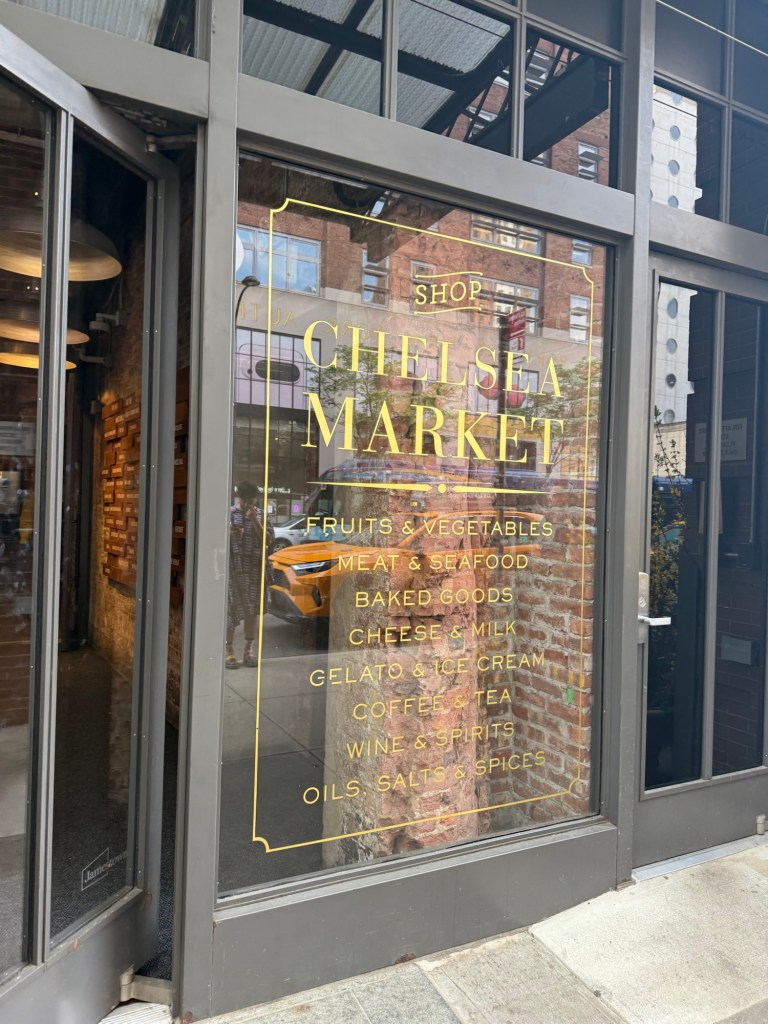 SHOP
CHELSEA
MARKET
FRUITS & VEGETABLES
MEAT & SEAFOOD
BAKED GOODS
CHEESE & MILK
GELATO & ICE CREAM
COFFEE & TEA
WINE & SPIRITS
OILS, SALTS & SPICES
Jamestown